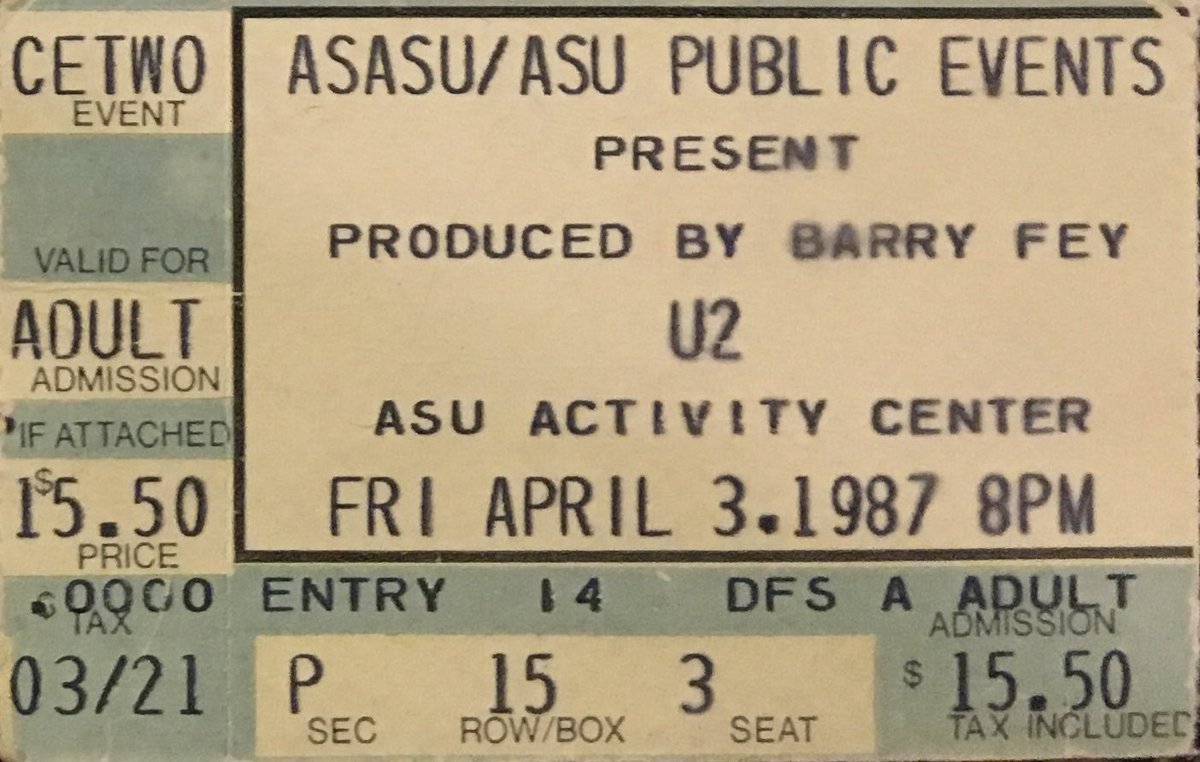 CETWO
EVENT
VALID FOR
ADULT
ADMISSION
IF ATTACHED
$15.50
PRICE
.0000
TAX
03/21
ASASU/ASU PUBLIC EVENTS
PRESENT
PRODUCED BY BARRY FEY
U2
ASU ACTIVITY CENTER
FRI APRIL 3.1987 8PM
ENTRY 14 DFS A ADULT
ADMISSION
P 15 3 $ 15.50
SEC ROW/BOX SEAT TAX INCLUDED